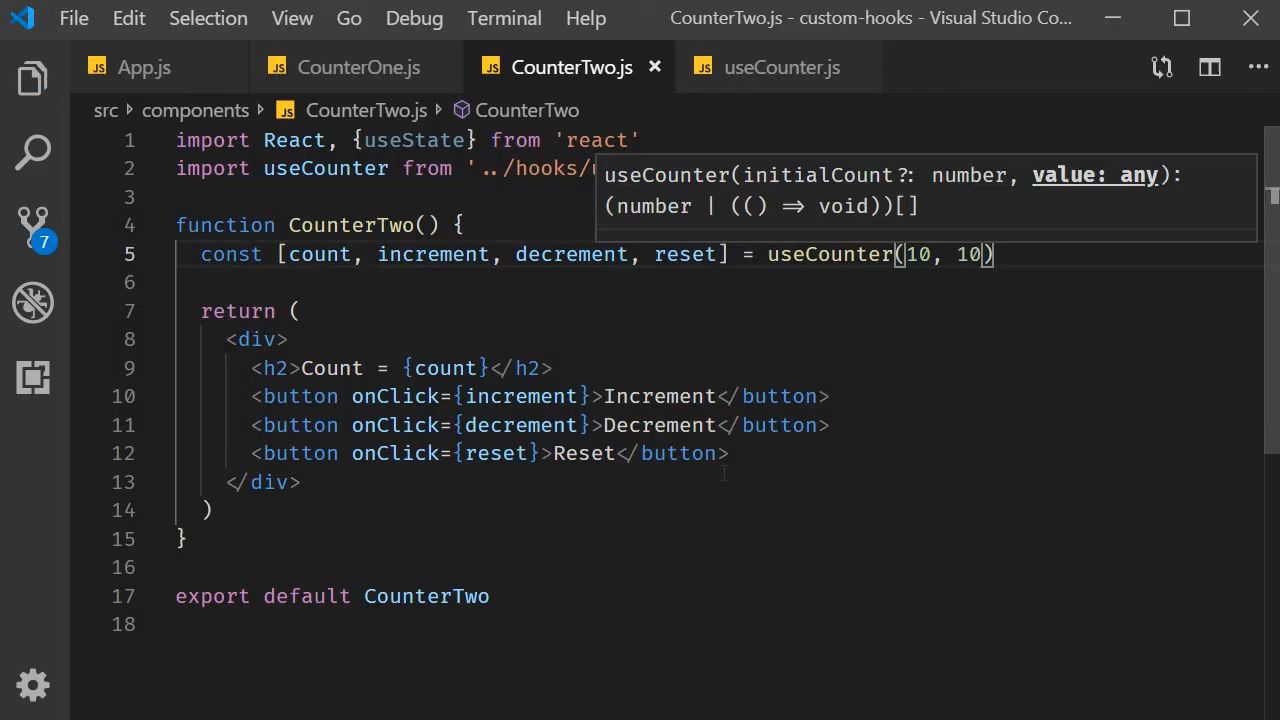 File Edit Selection View Go Debug Terminal Help CounterTwo.js - custom-hooks - Visual Studio Co...
JS App.js JS CounterOne.js JS CounterTwo.js JS useCounter.js
src components JS CounterTwo.js CounterTwo
1 import React, {useState} from 'react'
2 import useCounter from '../hooks/
useCounter(initialCount?: number, value: any):
(number | (() => void))[]
3
4 function CounterTwo() {
5 const [count, increment, decrement, reset] = useCounter(10, 10)
6
7 return (
8 <div>
9 <h2>Count = {count}</h2>
10 <button onClick={increment}>Increment</button>
11 <button onClick={decrement}>Decrement</button>
12 <button onClick={reset}>Reset</button>
13 </div>
14 )
15 }
16
17 export default CounterTwo
18
7